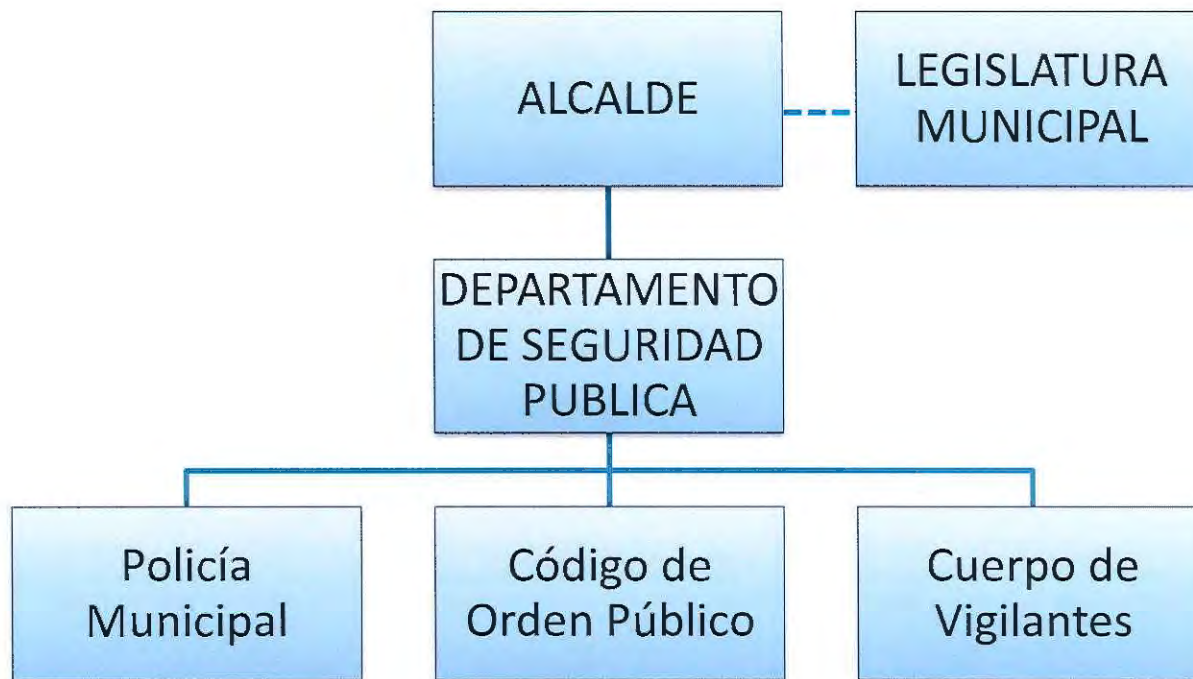 ALCALDE
LEGISLATURA
MUNICIPAL
DEPARTAMENTO
DE SEGURIDAD
PUBLICA
Policía
Municipal
Código de
Orden Público
Cuerpo de
Vigilantes